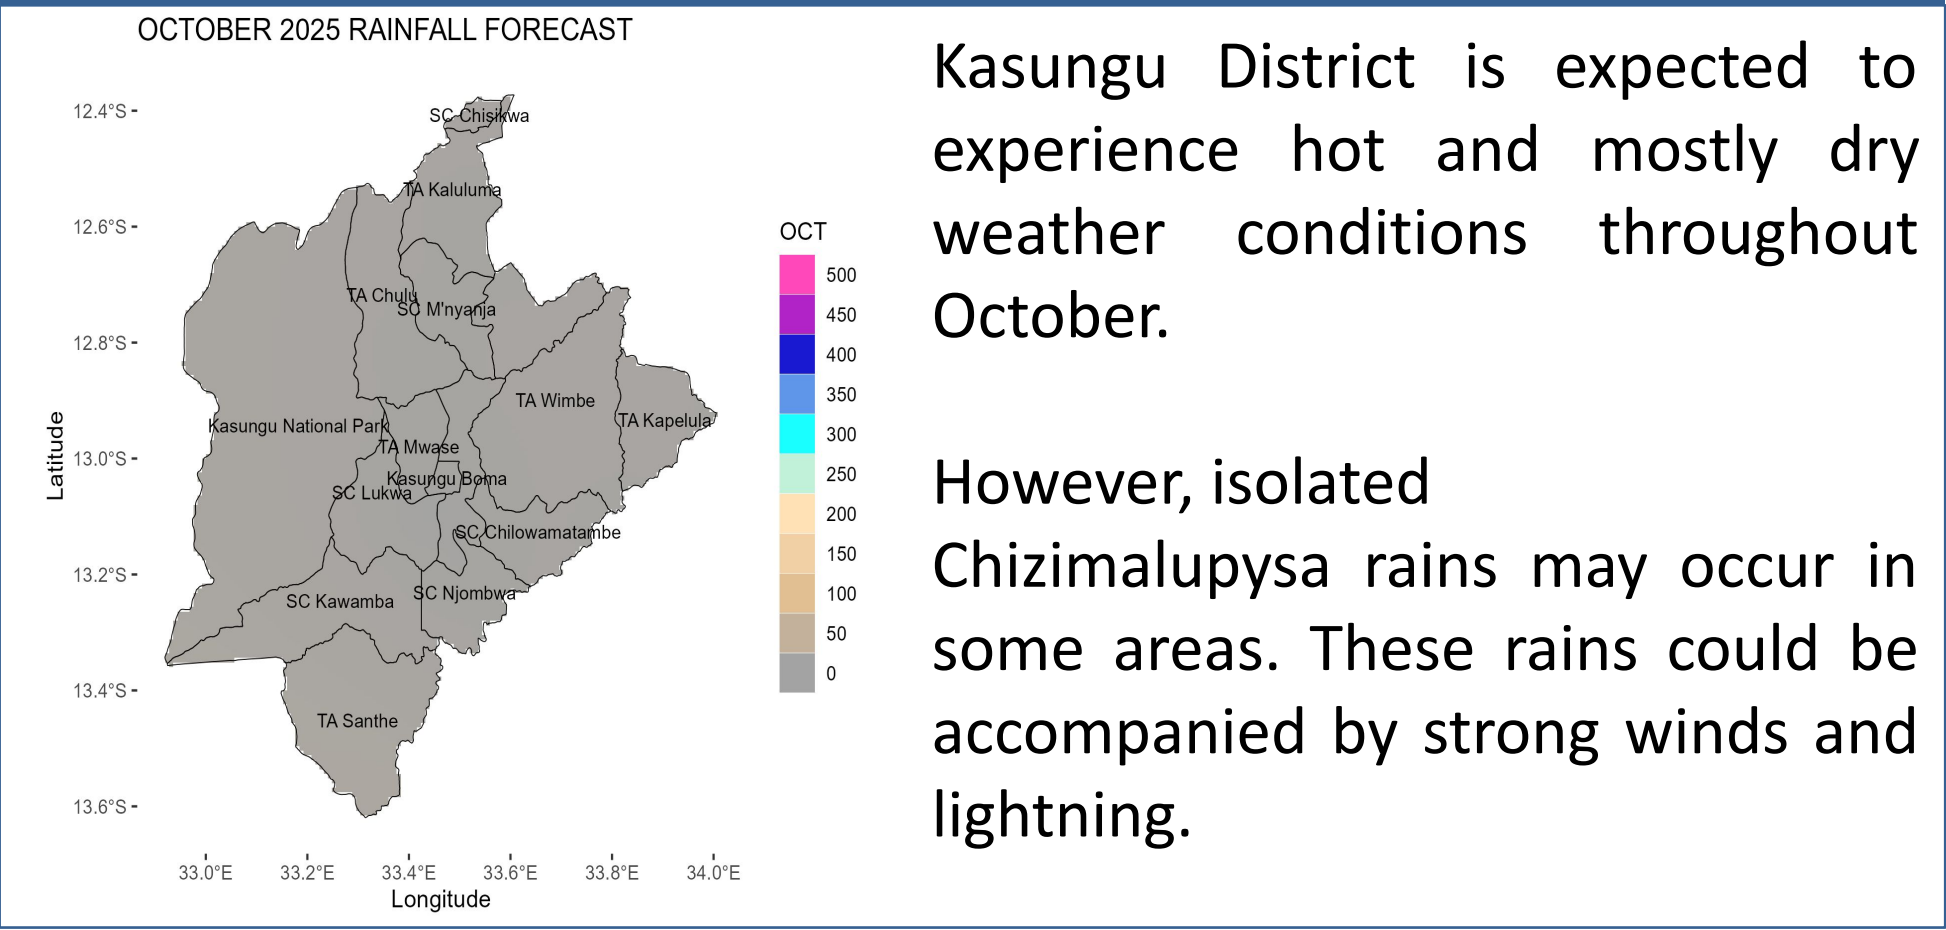 OCTOBER 2025 RAINFALL FORECAST
12.4°S
12.6°S
12.8°S
13.0°S
13.2°S
13.4°S
13.6°S
Latitude
SC Chisikwa
TA Kaluluma
TA Chulu
SC M'nyanja
TA Wimbe
TA Kapelula
Kasungu National Park
TA Mwase
Kasungu Boma
SC Lukwa
SC Chilowamatambe
SC Njombwa
SC Kawamba
TA Santhe
33.0°E 33.2°E 33.4°E 33.6°E 33.8°E 34.0°E
Longitude
OCT
500
450
400
350
300
250
200
150
100
50
0
Kasungu District is expected to
experience hot and mostly dry
weather conditions throughout
October.
However, isolated
Chizimalupysa rains may occur in
some areas. These rains could be
accompanied by strong winds and
lightning.